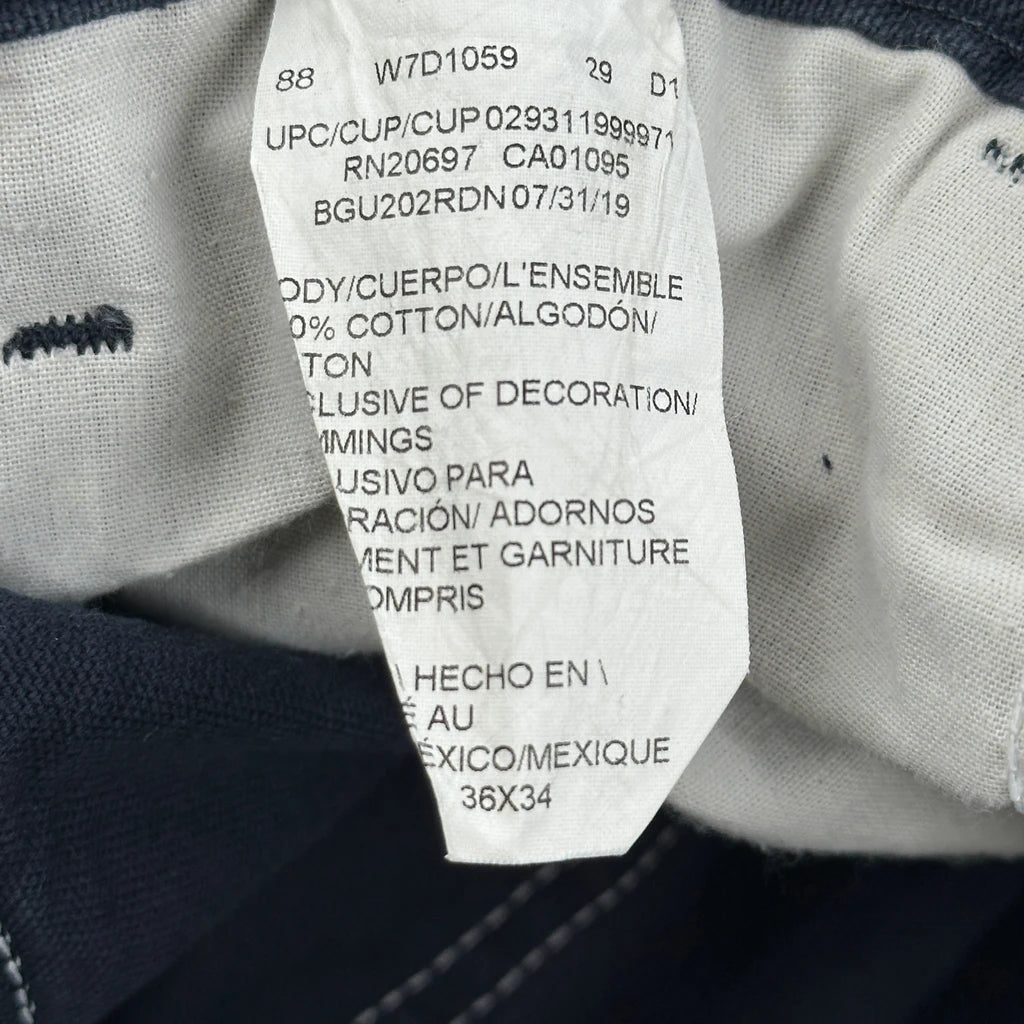 88 W7D1059 29 D1
UPC/CUP/CUP 029311999971
RN20697 CA01095
BGU202RDN 07/31/19
ODY/CUERPO/L'ENSEMBLE
0% COTTON/ALGODÓN/
TON
CLUSIVE OF DECORATION/
MMINGS
USIVO PARA
RACIÓN/ ADORNOS
MENT ET GARNITURE
OMPRIS
\ HECHO EN \
É AU
ÉXICO/MEXIQUE
36X34